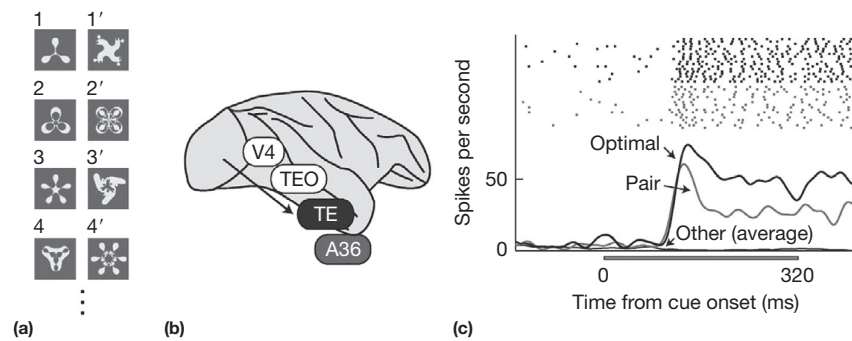 1 1′
2 2′
3 3′
4 4′
(a)
V4
TEO
TE
A36
(b)
Spikes per second
50
0
Optimal
Pair
Other (average)
0 320
Time from cue onset (ms)
(c)